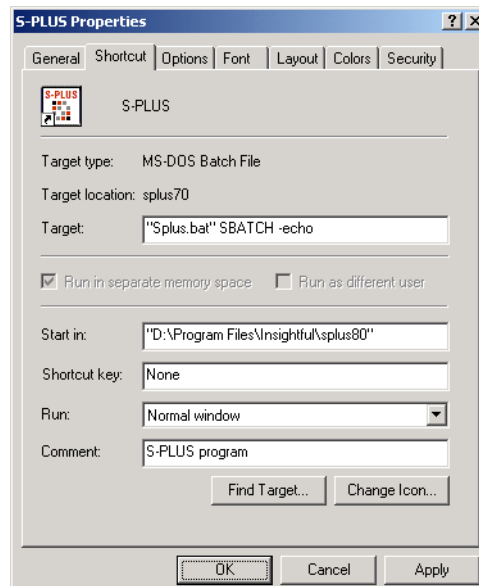 S-PLUS Properties
General Shortcut Options Font Layout Colors Security
S-PLUS
S-PLUS
Target type: MS-DOS Batch File
Target location: splus70
Target: "Splus.bat" SBATCH -echo
Run in separate memory space Run as different user
Start in: "D:\Program Files\Insightful\splus80"
Shortcut key: None
Run: Normal window
Comment: S-PLUS program
Find Target... Change Icon...
OK Cancel Apply